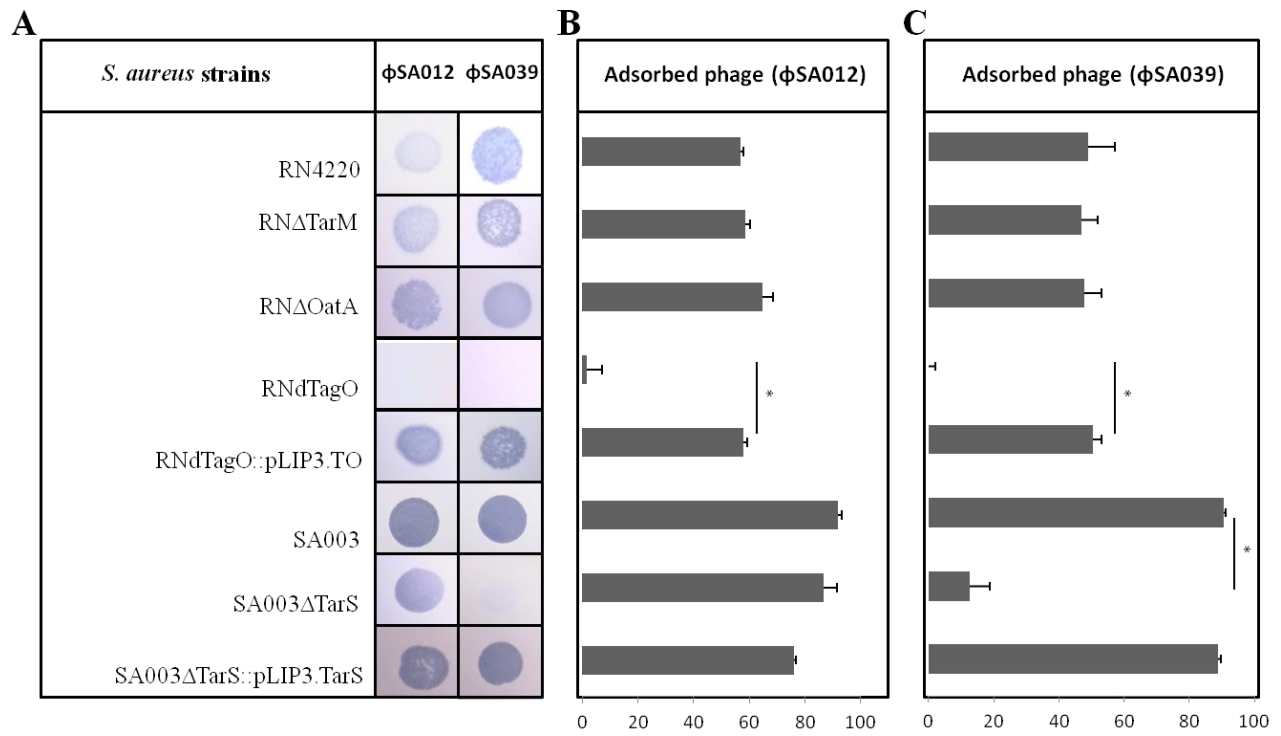 A
B
C
S. aureus strains
ϕSA012
ϕSA039
Adsorbed phage (ϕSA012)
Adsorbed phage (ϕSA039)
RN4220
RNΔTarM
RNΔOatA
RNdTagO
RNdTagO::pLIP3.TO
SA003
SA003ΔTarS
SA003ΔTarS::pLIP3.TarS
*
*
*
0 20 40 60 80 100
0 20 40 60 80 100